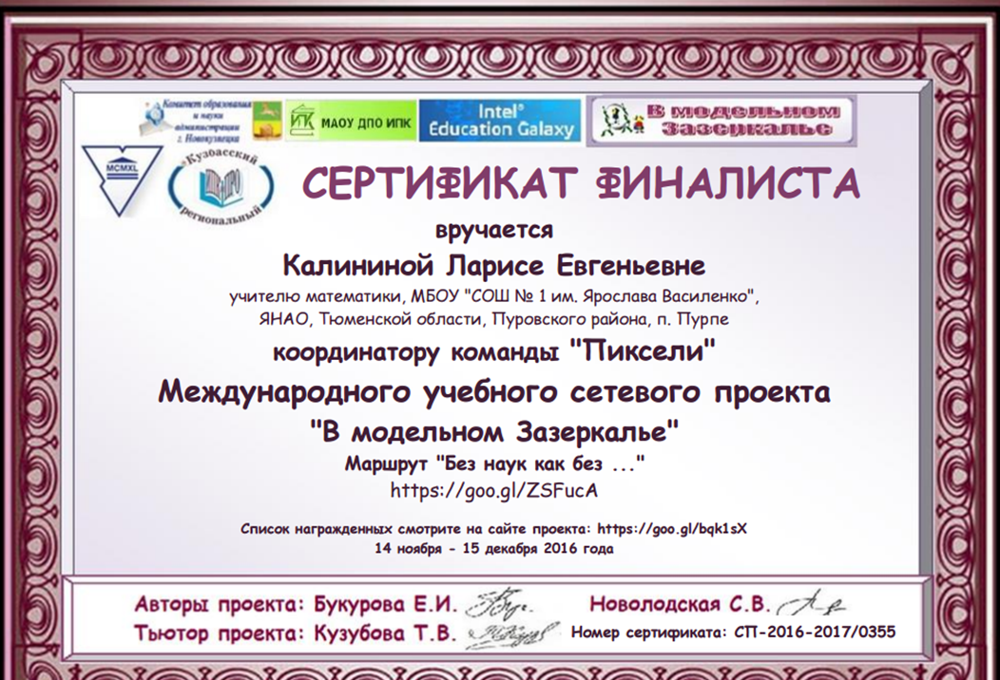 Комитет образования
и науки
администрации
г. Новокузнецка
МАОУ ДПО ИПК
Intel®
Education Galaxy
В модельном
Зазеркалье
MCMXL
Кузбасский
региональный
СЕРТИФИКАТ ФИНАЛИСТА
вручается
Калининой Ларисе Евгеньевне
учителю математики, МБОУ "СОШ № 1 им. Ярослава Василенко",
ЯНАО, Тюменской области, Пуровского района, п. Пурпе
координатору команды "Пиксели"
Международного учебного сетевого проекта
"В модельном Зазеркалье"
Маршрут "Без наук как без ..."
https://goo.gl/ZSFucA
Список награжденных смотрите на сайте проекта: https://goo.gl/bqk1sX
14 ноября - 15 декабря 2016 года
Авторы проекта: Букурова Е.И. Новолодская С.В.
Тьютор проекта: Кузубова Т.В. Номер сертификата: СП-2016-2017/0355